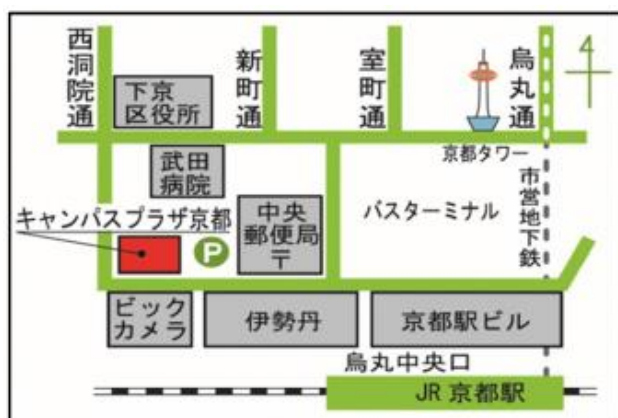 西洞院通
新町通
室町通
烏丸通
4
下京
区役所
京都タワー
武田
病院
市営地下鉄
キャンパスプラザ京都
P
中央
郵便局
〒
バスターミナル
ビック
カメラ
伊勢丹
京都駅ビル
烏丸中央口
JR 京都駅